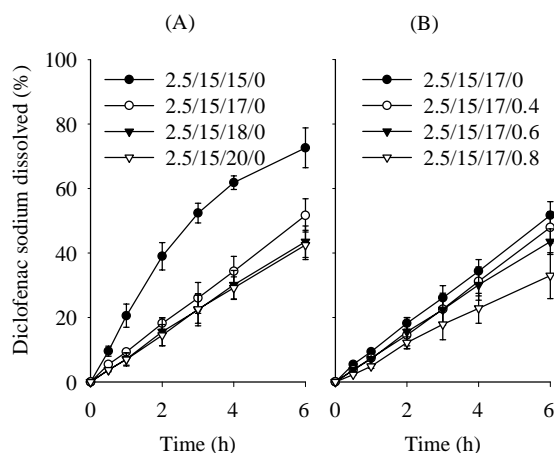 (A)
(B)
Diclofenac sodium dissolved (%)
100
80
60
40
20
0
2.5/15/15/0
2.5/15/17/0
2.5/15/18/0
2.5/15/20/0
2.5/15/17/0
2.5/15/17/0.4
2.5/15/17/0.6
2.5/15/17/0.8
0 2 4 6
0 2 4 6
Time (h)
Time (h)